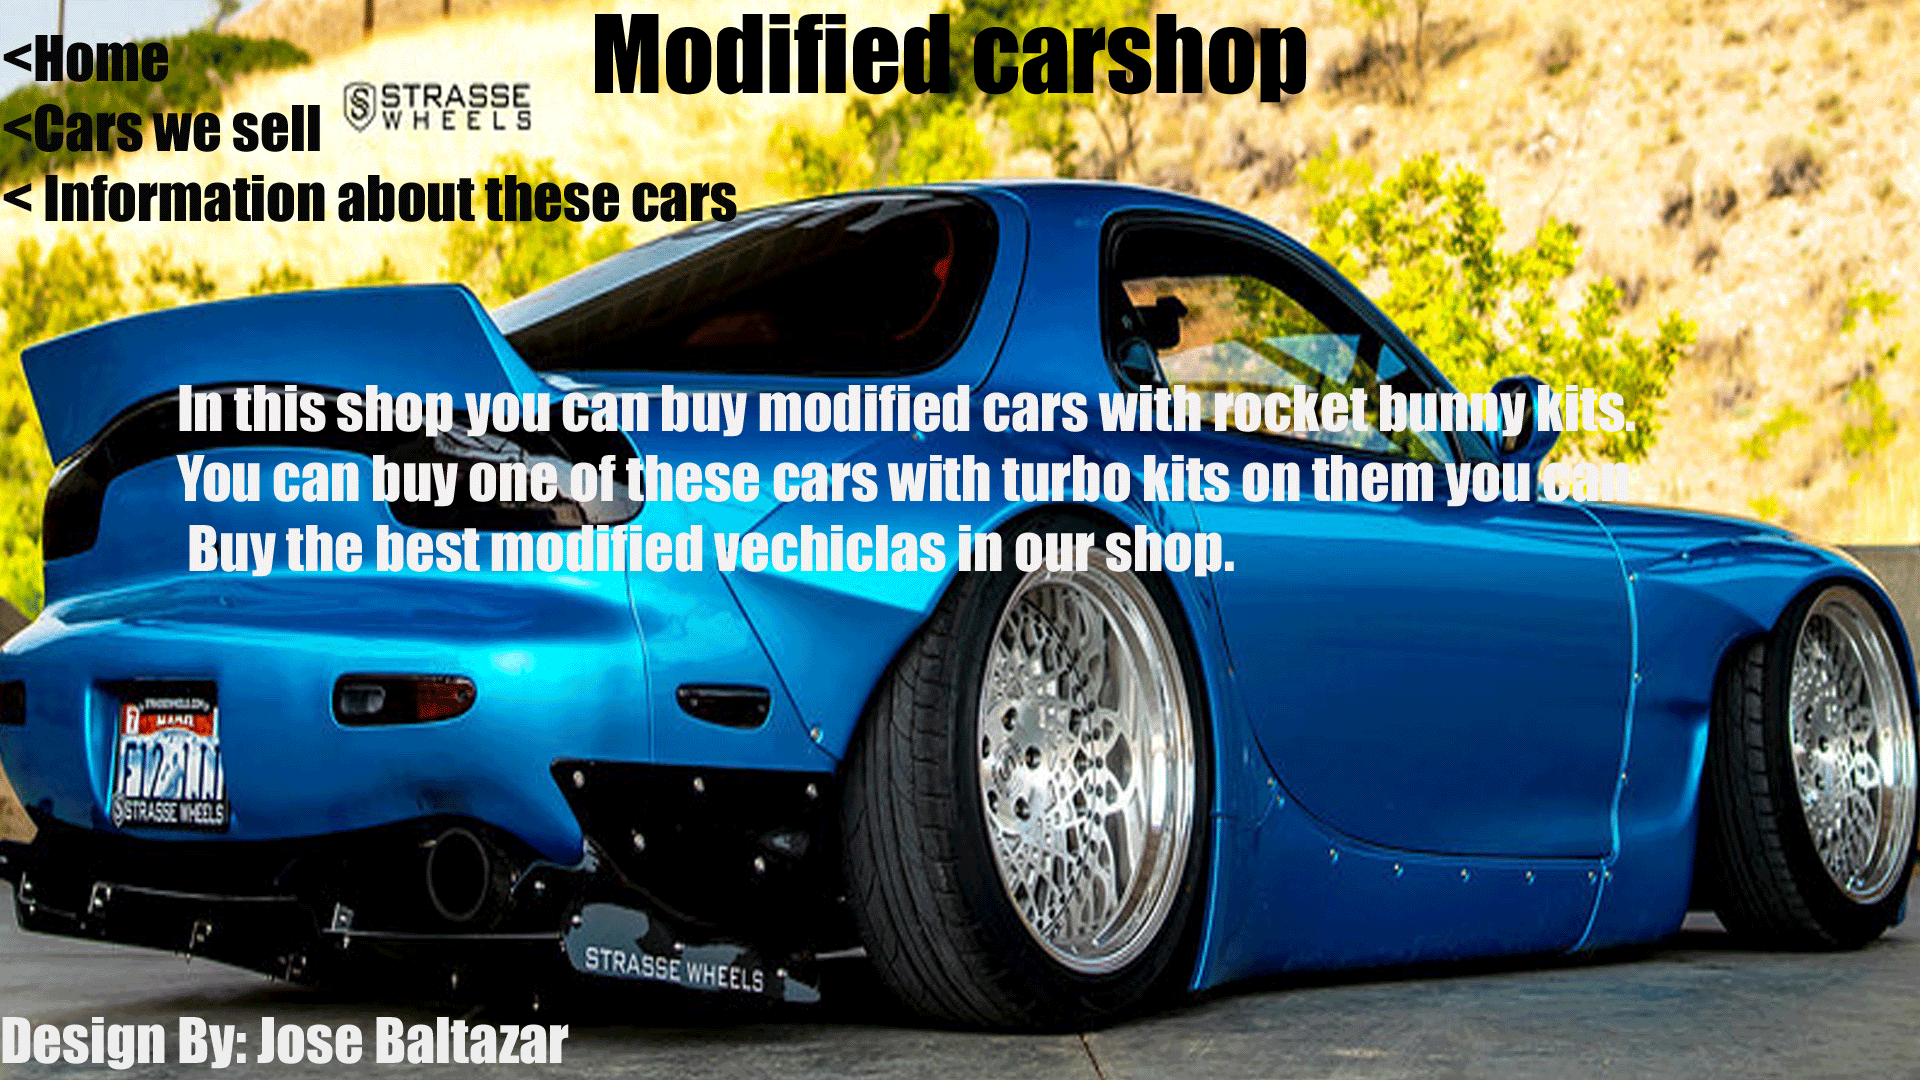 Modified carshop
<Home
<Cars we sell
< Information about these cars
STRASSE
WHEELS
In this shop you can buy modified cars with rocket bunny kits.
You can buy one of these cars with turbo kits on them you can
Buy the best modified vechiclas in our shop.
STRASSE WHEELS
STRASSE WHEELS
Design By: Jose Baltazar